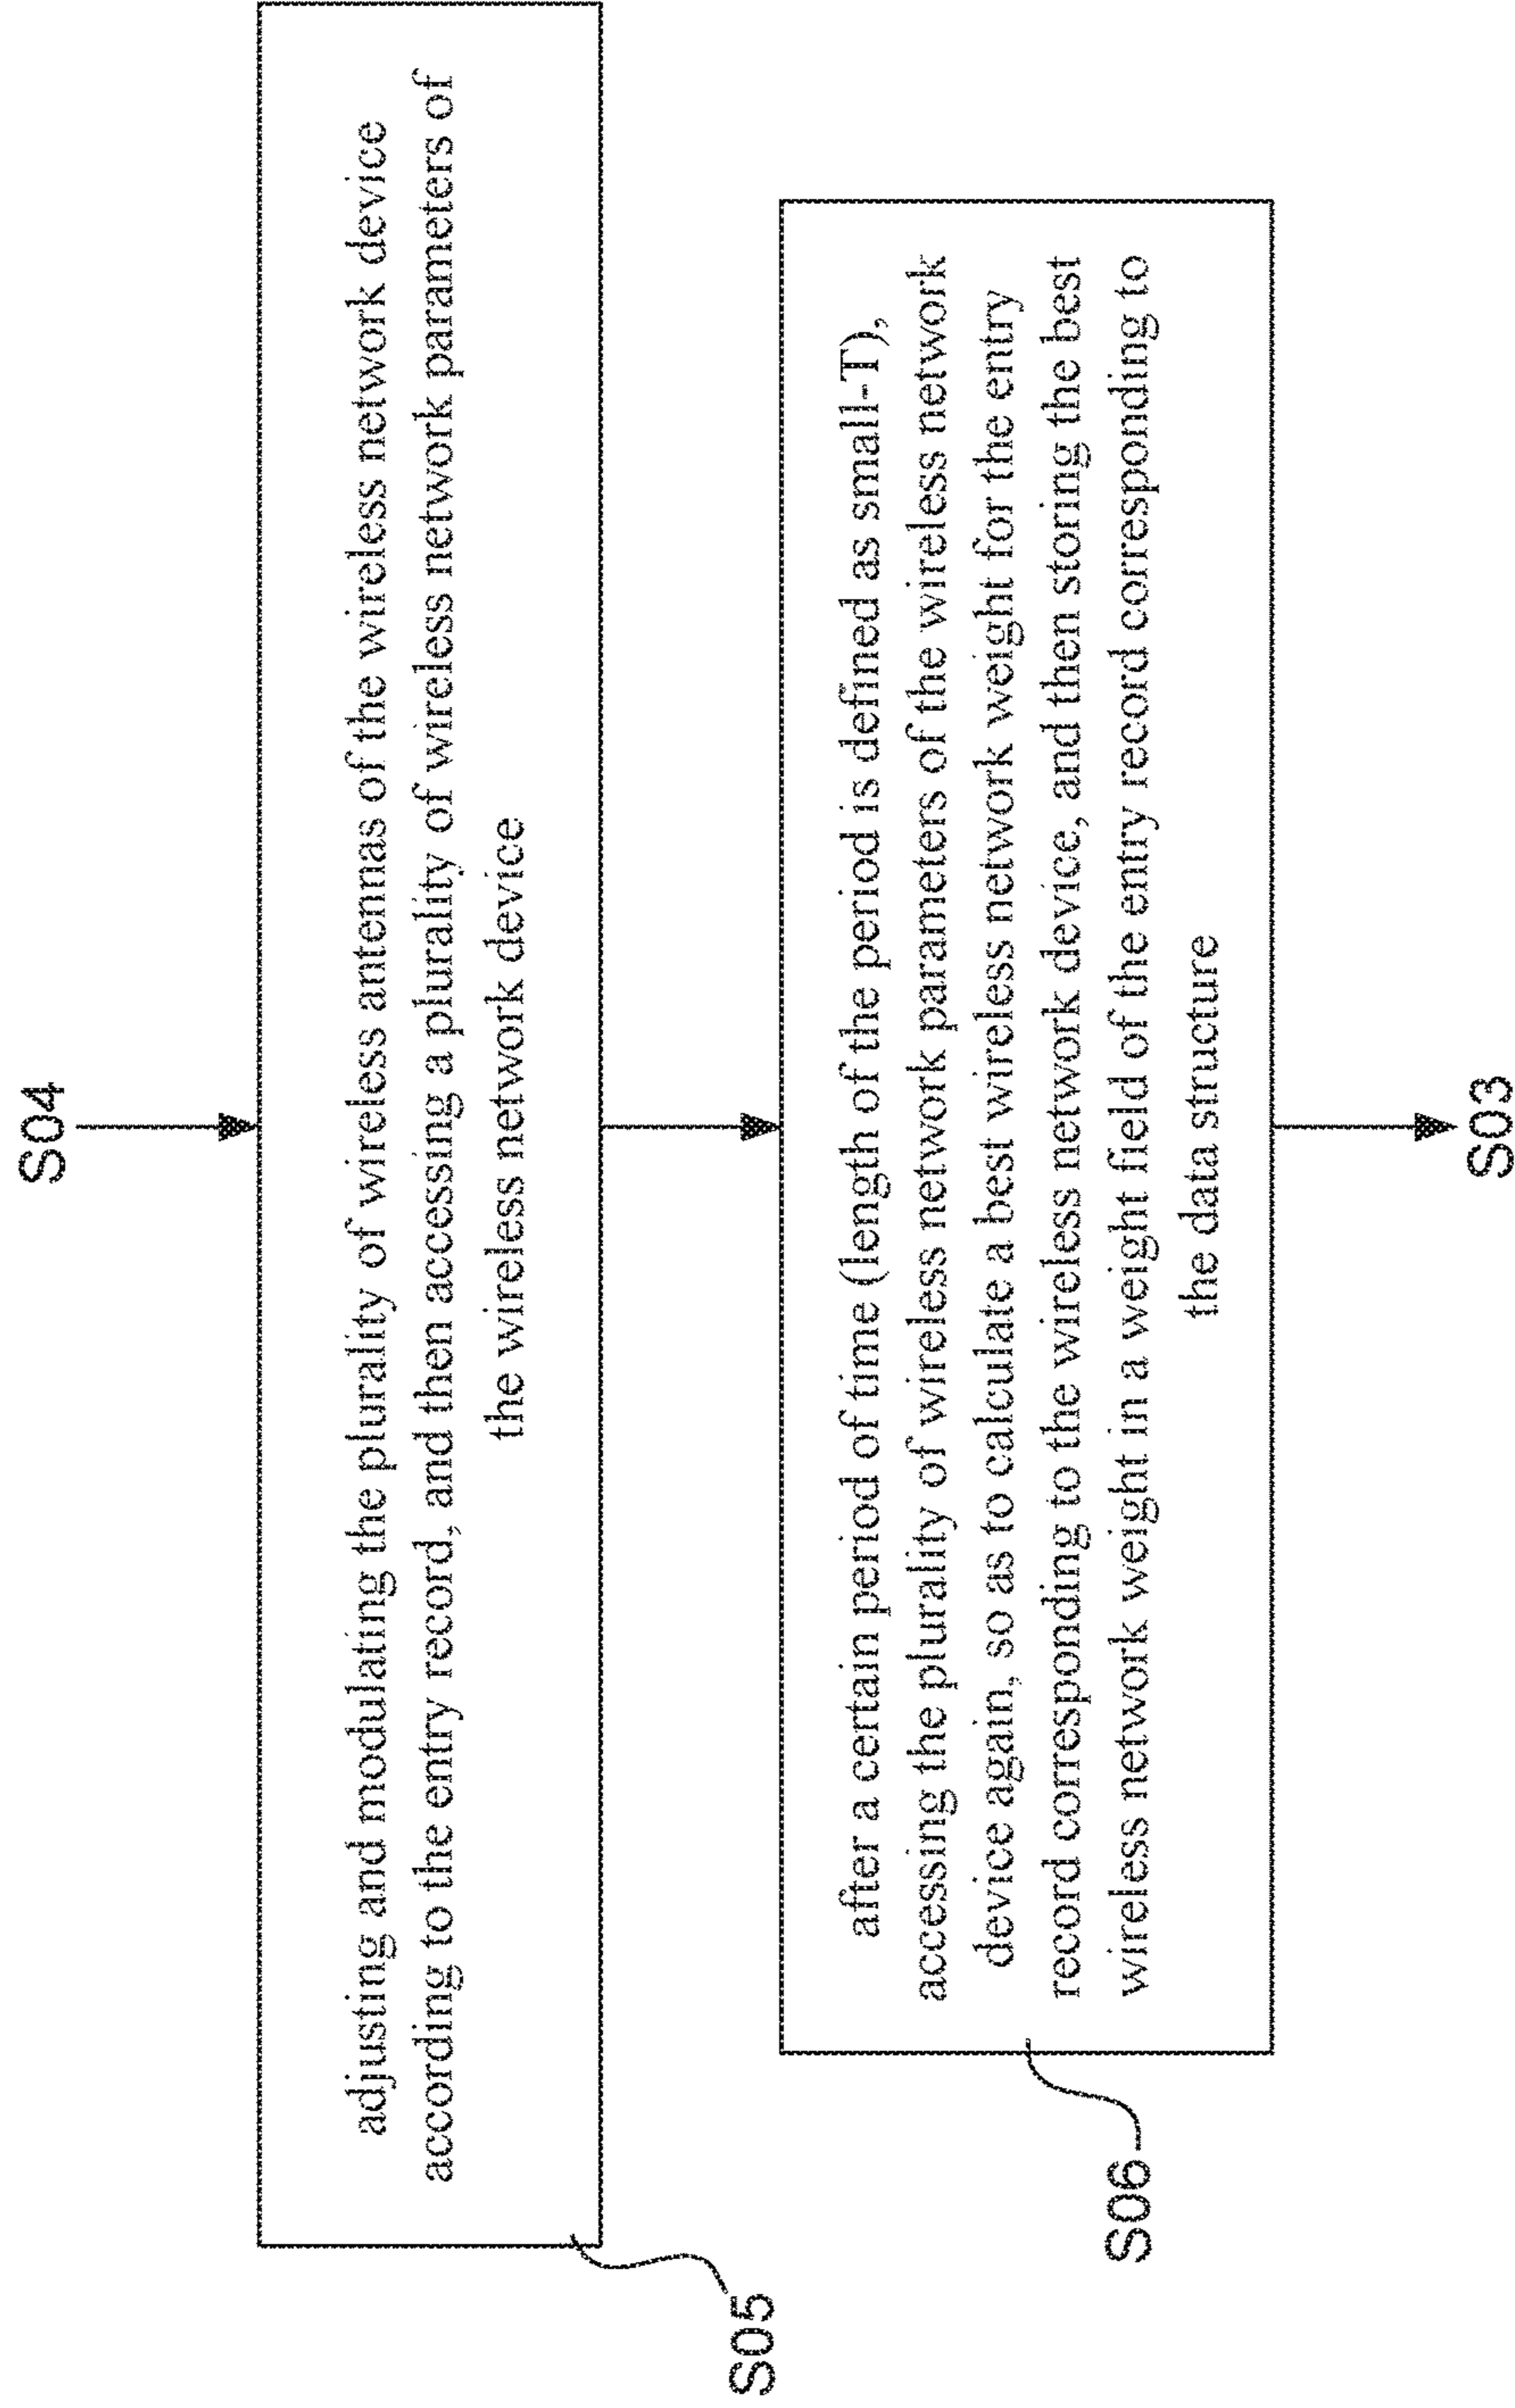 S04
adjusting and modulating the plurality of wireless antennas of the wireless network device
according to the entry record, and then accessing a plurality of wireless network parameters of
the wireless network device
S05
after a certain period of time (length of the period is defined as small-T),
accessing the plurality of wireless network parameters of the wireless network
device again, so as to calculate a best wireless network weight for the entry
record corresponding to the wireless network device, and then storing the best
wireless network weight in a weight field of the entry record corresponding to
the data structure
S06
S03